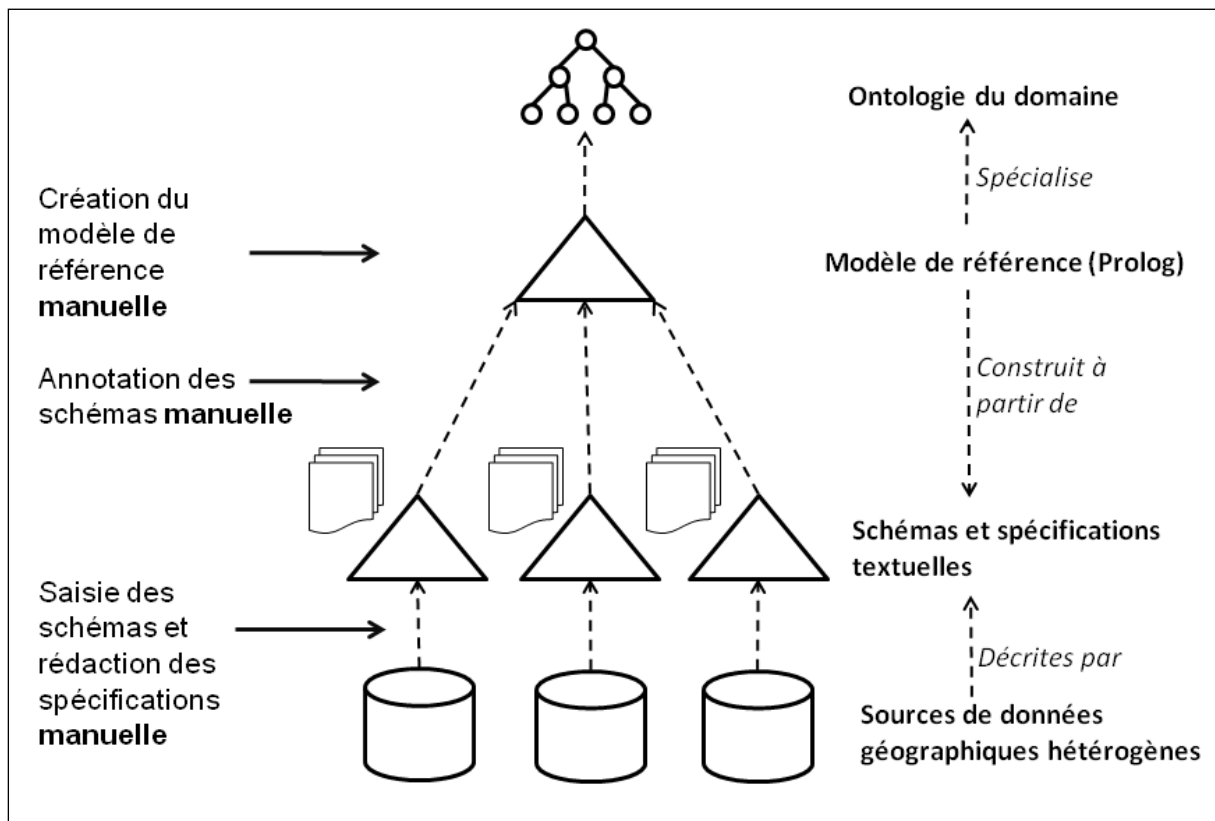 Ontologie du domaine
Spécialise
Création du
modèle de
référence
manuelle
Modèle de référence (Prolog)
Annotation des
schémas manuelle
Construit à
partir de
Schémas et spécifications
textuelles
Saisie des
schémas et
rédaction des
spécifications
manuelle
Décrites par
Sources de données
géographiques hétérogènes